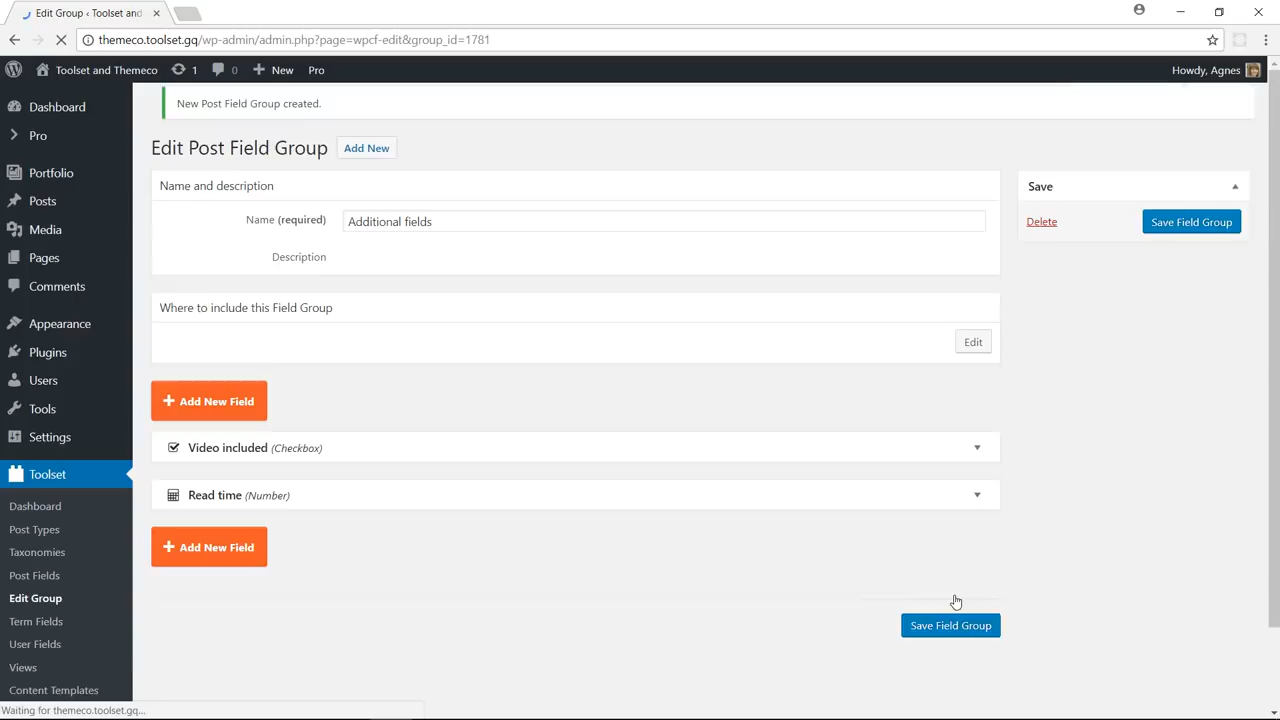 Edit Group ‹ Toolset and
themeco.toolset.gq/wp-admin/admin.php?page=wpcf-edit&group_id=1781
Toolset and Themeco
1
0
New
Pro
Howdy, Agnes
Dashboard
Pro
Portfolio
Posts
Media
Pages
Comments
Appearance
Plugins
Users
Tools
Settings
Toolset
Dashboard
Post Types
Taxonomies
Post Fields
Edit Group
Term Fields
User Fields
Views
Content Templates
New Post Field Group created.
Edit Post Field Group
Add New
Name and description
Name (required)
Additional fields
Description
Where to include this Field Group
Edit
+ Add New Field
Video included (Checkbox)
Read time (Number)
+ Add New Field
Save Field Group
Save
Delete
Save Field Group
Waiting for themeco.toolset.gq...